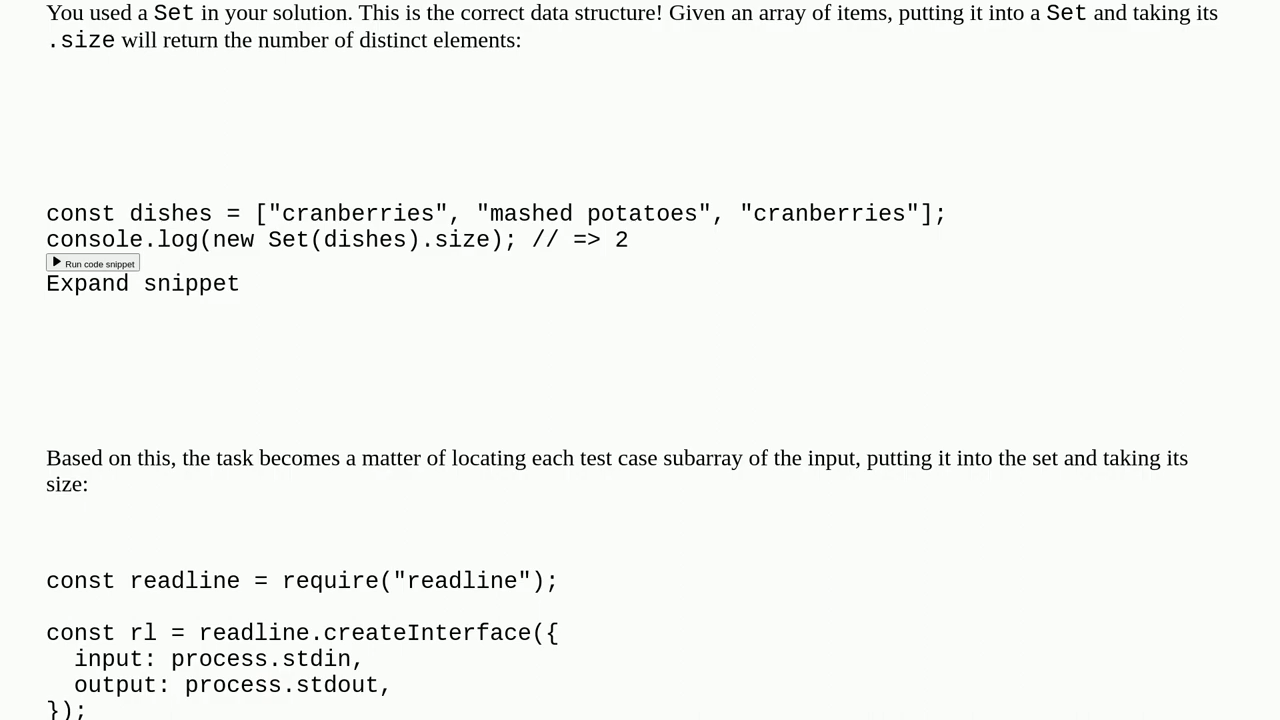 You used a Set in your solution. This is the correct data structure! Given an array of items, putting it into a Set and taking its
.size will return the number of distinct elements:
const dishes = ["cranberries", "mashed potatoes", "cranberries"];
console.log(new Set(dishes).size); // => 2
Run code snippet
Expand snippet
Based on this, the task becomes a matter of locating each test case subarray of the input, putting it into the set and taking its
size:
const readline = require("readline");
const rl = readline.createInterface({
  input: process.stdin,
  output: process.stdout,
});